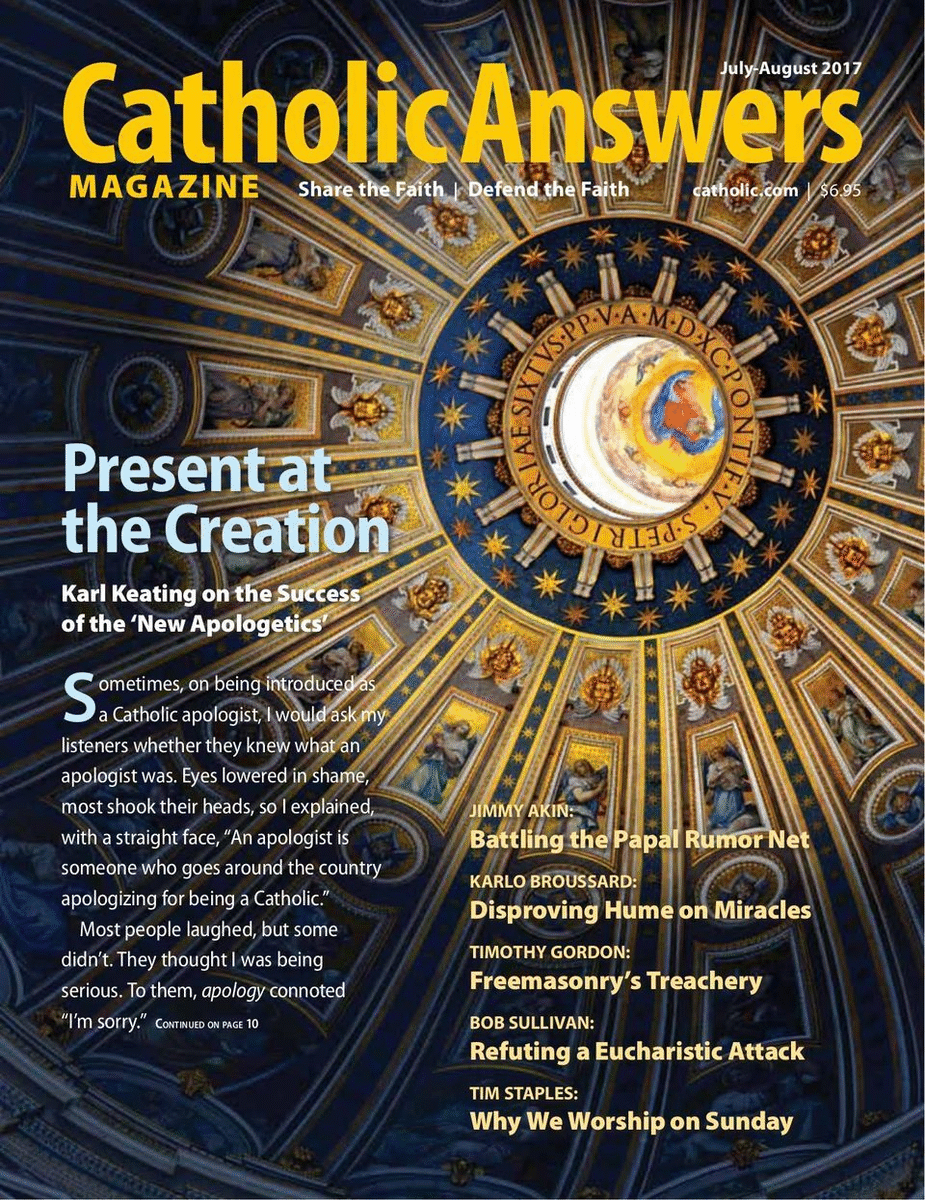 July-August 2017
Catholic Answers
MAGAZINE
Share the Faith | Defend the Faith
catholic.com | $6.95
S·PETRI GLORIAE SIXTVS·PP·V·A·M·D·XC·PONTIF·V·
Present at
the Creation
Karl Keating on the Success
of the ‘New Apologetics’
Sometimes, on being introduced as
a Catholic apologist, I would ask my
listeners whether they knew what an
apologist was. Eyes lowered in shame,
most shook their heads, so I explained,
with a straight face, “An apologist is
someone who goes around the country
apologizing for being a Catholic.”
Most people laughed, but some
didn’t. They thought I was being
serious. To them, apology connoted
“I’m sorry.” CONTINUED ON PAGE 10
JIMMY AKIN:
Battling the Papal Rumor Net
KARLO BROUSSARD:
Disproving Hume on Miracles
TIMOTHY GORDON:
Freemasonry’s Treachery
BOB SULLIVAN:
Refuting a Eucharistic Attack
TIM STAPLES:
Why We Worship on Sunday